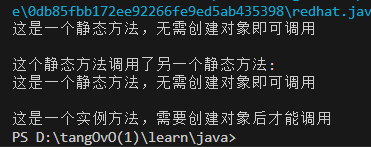 e\0db85fbb172ee92266fe9ed5ab435398\redhat.jav
这是一个静态方法，无需创建对象即可调用
这个静态方法调用了另一个静态方法:
这是一个静态方法，无需创建对象即可调用
这是一个实例方法，需要创建对象后才能调用
PS D:\tangOvO(1)\learn\java>